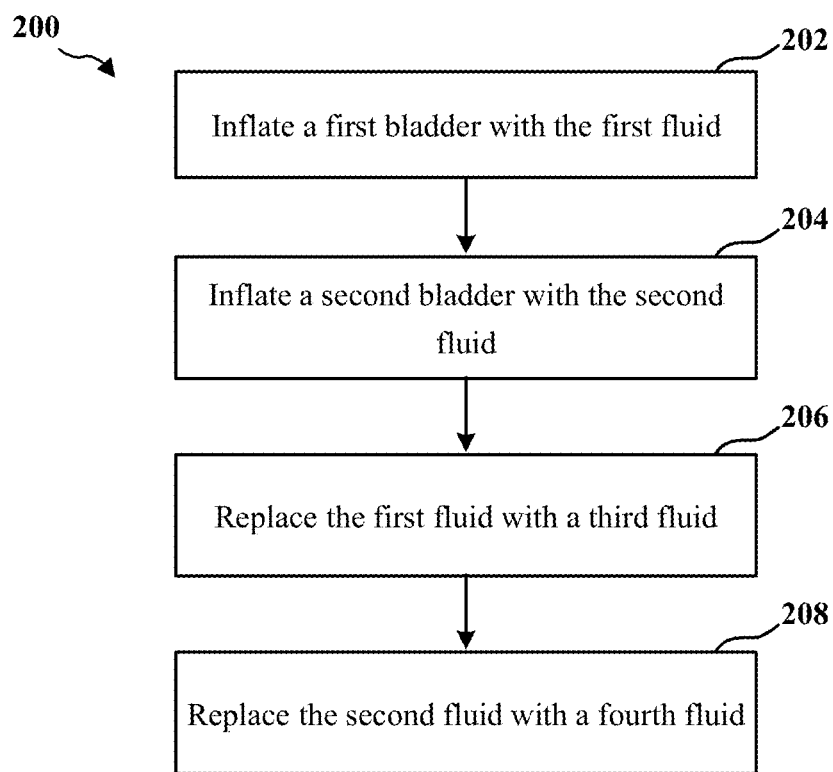 200
202
Inflate a first bladder with the first fluid
204
Inflate a second bladder with the second
fluid
206
Replace the first fluid with a third fluid
208
Replace the second fluid with a fourth fluid